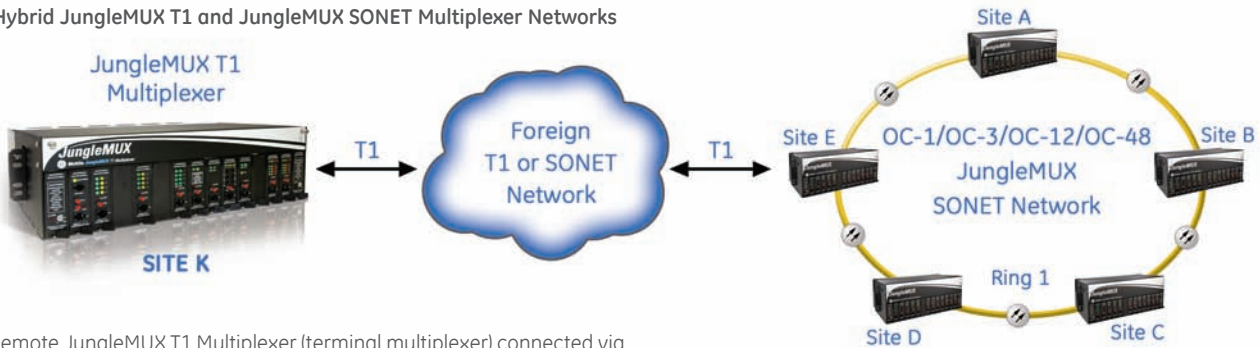 Hybrid JungleMUX T1 and JungleMUX SONET Multiplexer Networks
JungleMUX T1
Multiplexer
JungleMUX
SITE K
T1
Foreign
T1 or SONET
Network
T1
Site A
Site E
OC-1/OC-3/OC-12/OC-48
JungleMUX
SONET Network
Site B
Ring 1
Site D
Site C
Remote JungleMUX T1 Multiplexer (terminal multiplexer) connected via